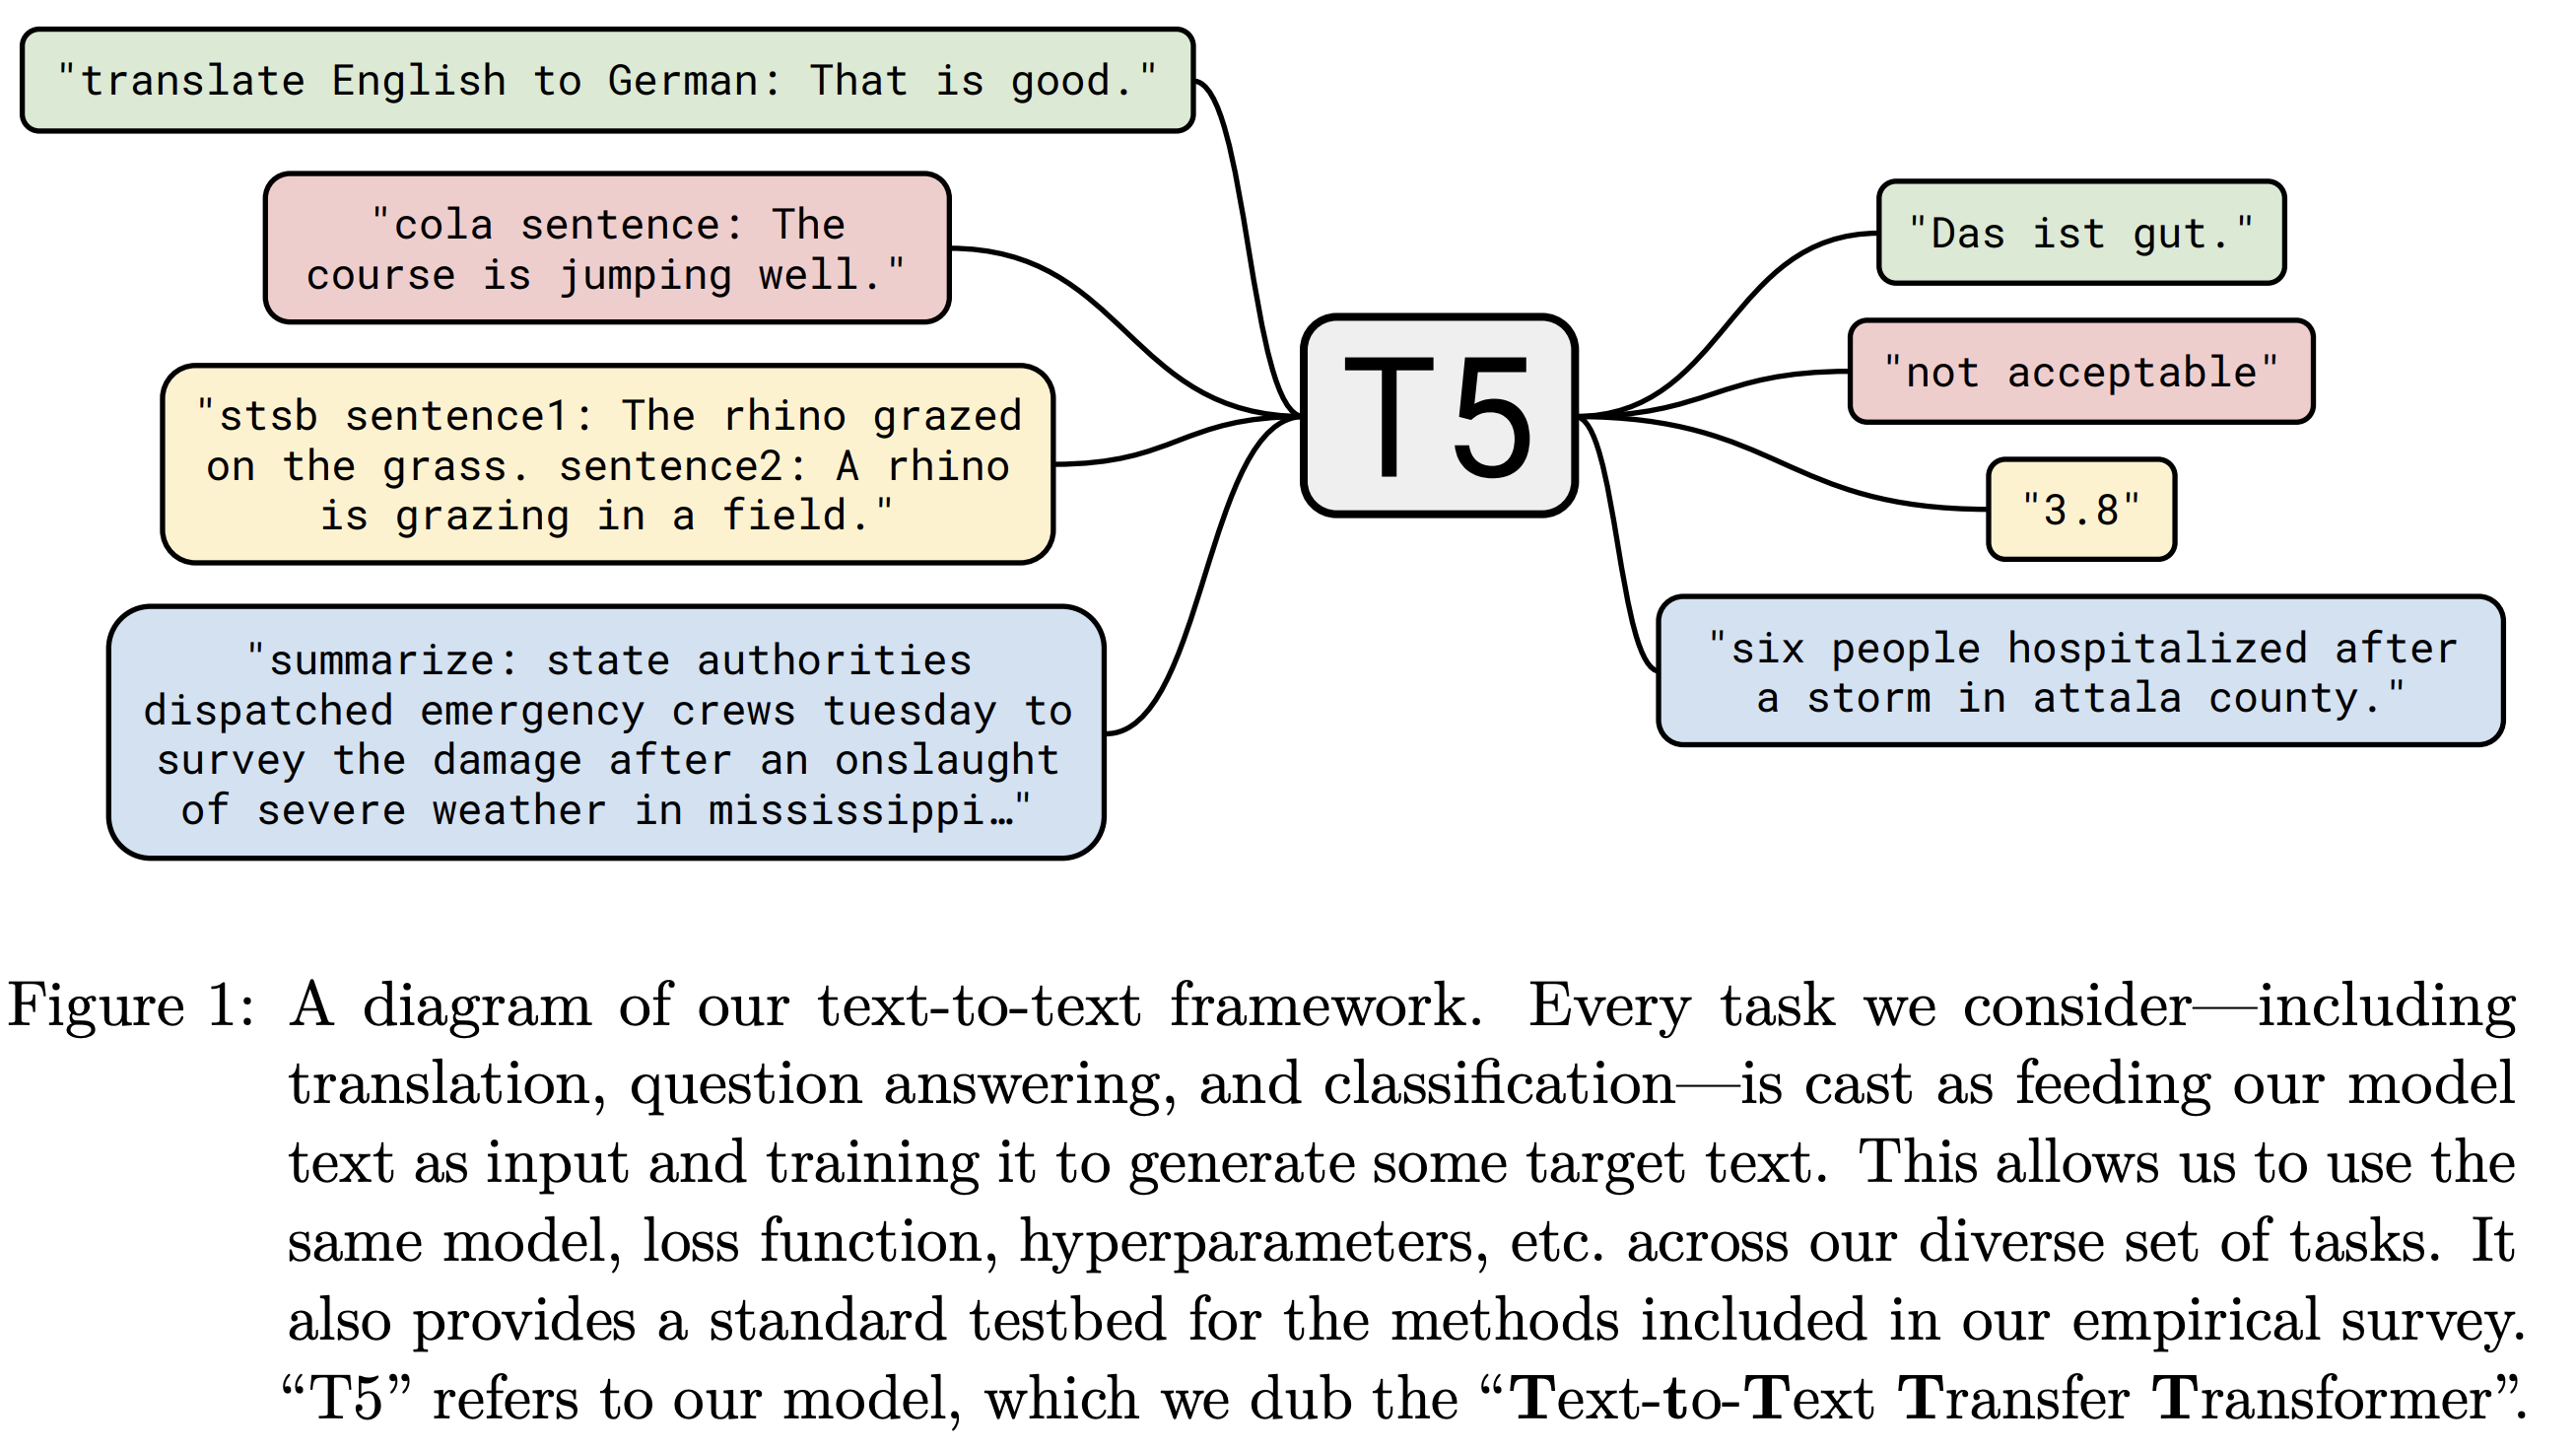 "translate English to German: That is good."
"cola sentence: The
course is jumping well."
"stsb sentence1: The rhino grazed
on the grass. sentence2: A rhino
is grazing in a field."
"summarize: state authorities
dispatched emergency crews tuesday to
survey the damage after an onslaught
of severe weather in mississippi…"
T5
"Das ist gut."
"not acceptable"
"3.8"
"six people hospitalized after
a storm in attala county."
Figure 1: A diagram of our text-to-text framework. Every task we consider—including
translation, question answering, and classification—is cast as feeding our model
text as input and training it to generate some target text. This allows us to use the
same model, loss function, hyperparameters, etc. across our diverse set of tasks. It
also provides a standard testbed for the methods included in our empirical survey.
“T5” refers to our model, which we dub the “Text-to-Text Transfer Transformer”.